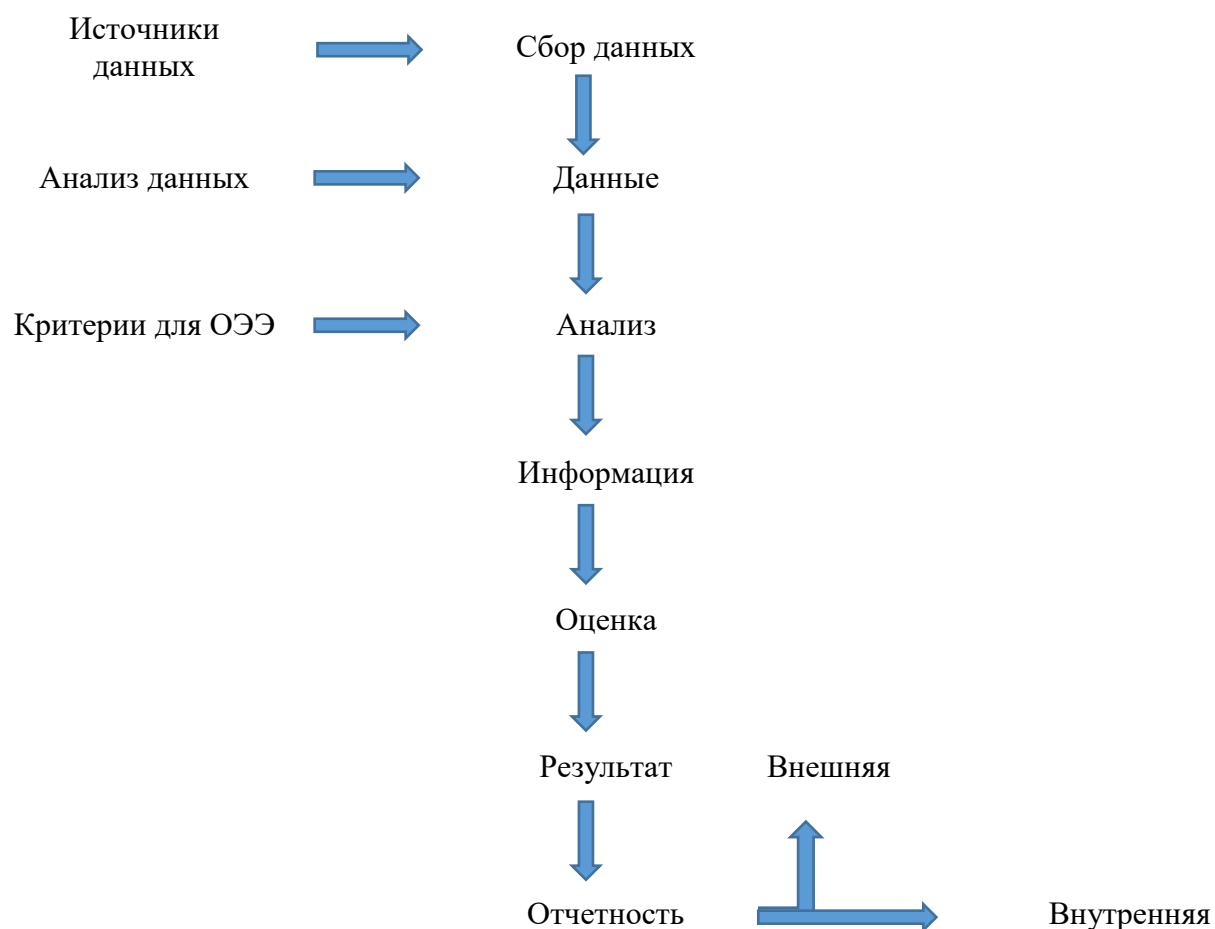 Источники
данных
Сбор данных
Анализ данных
Данные
Критерии для ОЭЭ
Анализ
Информация
Оценка
Результат
Внешняя
Отчетность
Внутренняя